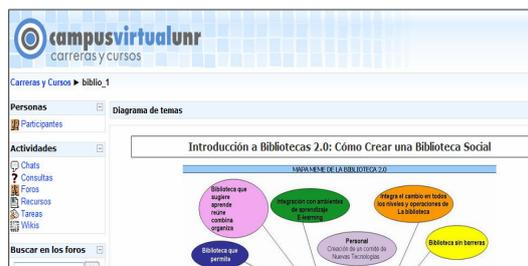 campusvirtualunr
carreras y cursos
Carreras y Cursos ► biblio_1
Personas
Participantes
Actividades
Chats
Consultas
Foros
Recursos
Tareas
Wikis
Buscar en los foros
Diagrama de temas
Introducción a Bibliotecas 2.0: Cómo Crear una Biblioteca Social
MAPA MEME DE LA BIBLIOTECA 2.0
Biblioteca que
sugiere
aprende
reúne
combina
organiza
Integración con ambientes
de aprendizaje
E-learning
Integra el cambio en todos
los niveles y operaciones de
La biblioteca
Personal
Creación de un comité de
Nuevas Tecnologías
Biblioteca sin barreras
Biblioteca que
permite